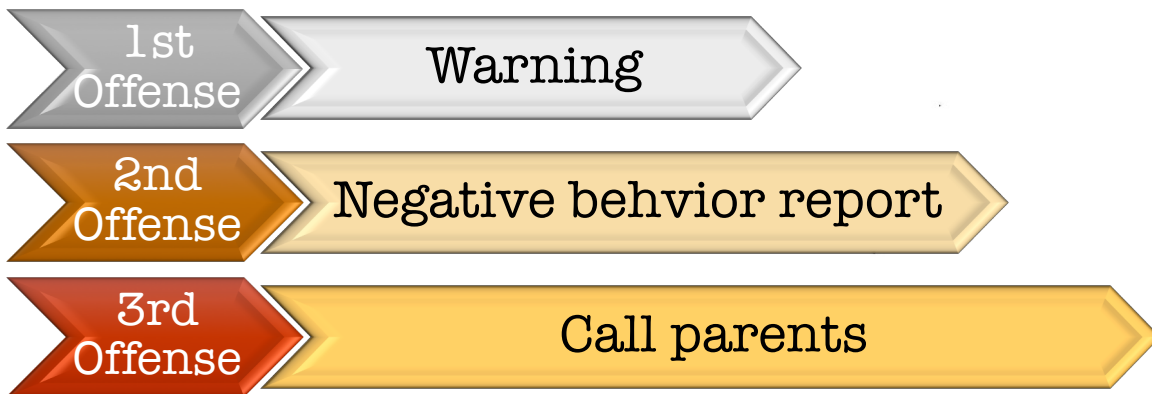 1st
Offense
Warning
2nd
Offense
Negative behvior report
3rd
Offense
Call parents